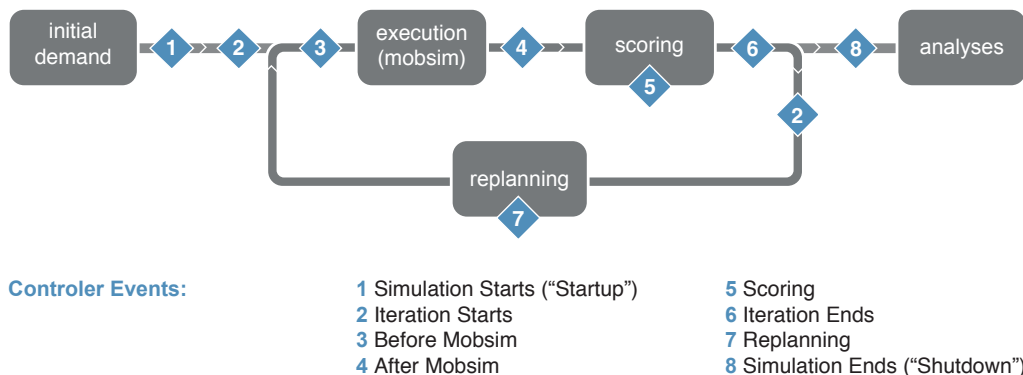 initial
demand
1
2
3
execution
(mobsim)
4
scoring
5
6
8
analyses
2
replanning
7
Controler Events:
1 Simulation Starts (“Startup”)
2 Iteration Starts
3 Before Mobsim
4 After Mobsim
5 Scoring
6 Iteration Ends
7 Replanning
8 Simulation Ends (“Shutdown”)